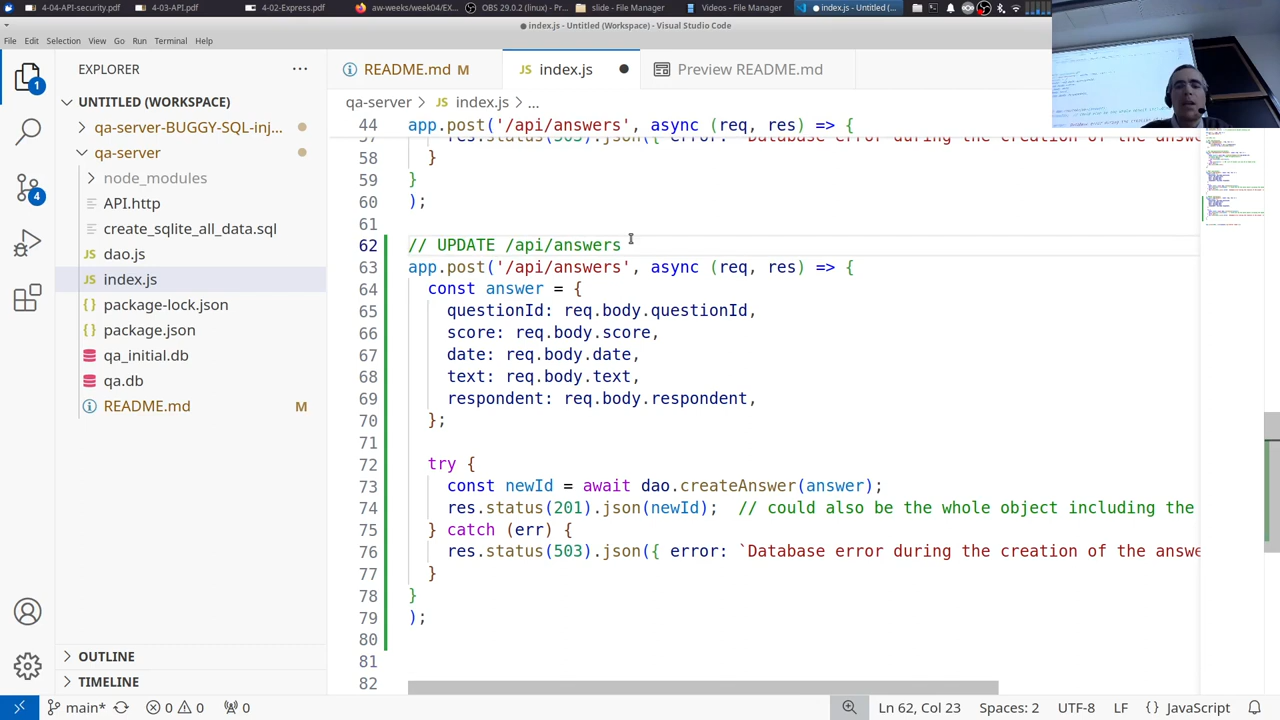 4-04-API-security.pdf
4-03-API.pdf
4-02-Express.pdf
aw-weeks/week04/EX...
OBS 29.0.2 (linux) - Pro...
slide - File Manager
Videos - File Manager
index.js - Untitled (...
index.js - Untitled (Workspace) - Visual Studio Code
File Edit Selection View Go Run Terminal Help
EXPLORER
UNTITLED (WORKSPACE)
qa-server-BUGGY-SQL-inj...
qa-server
node_modules
API.http
create_sqlite_all_data.sql
dao.js
index.js
package-lock.json
package.json
qa_initial.db
qa.db
README.md M
OUTLINE
TIMELINE
1
4
README.md M
index.js
Preview README.md
qa-server > index.js > ...
44 app.post('/api/answers', async (req, res) => {
58 }
59 }
60 );
61
62 // UPDATE /api/answers
63 app.post('/api/answers', async (req, res) => {
64 const answer = {
65 questionId: req.body.questionId,
66 score: req.body.score,
67 date: req.body.date,
68 text: req.body.text,
69 respondent: req.body.respondent,
70 };
71
72 try {
73 const newId = await dao.createAnswer(answer);
74 res.status(201).json(newId);  // could also be the whole object including the
75 } catch (err) {
76 res.status(503).json({ error: `Database error during the creation of the answe
77 }
78 }
79 );
80
81
82
main* 0 0 0
Ln 62, Col 23 Spaces: 2 UTF-8 LF {} JavaScript